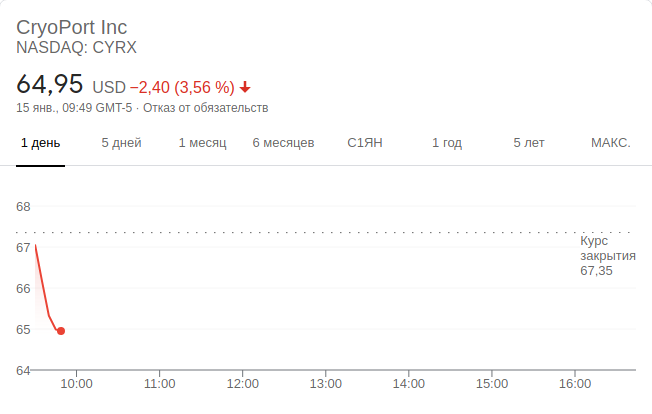 CryoPort Inc
NASDAQ: CYRX
64,95 USD −2,40 (3,56 %)
15 янв., 09:49 GMT-5 · Отказ от обязательств
1 день 5 дней 1 месяц 6 месяцев С1ЯН 1 год 5 лет МАКС.
68
67
66
65
64
Курс
закрытия
67,35
10:00 11:00 12:00 13:00 14:00 15:00 16:00